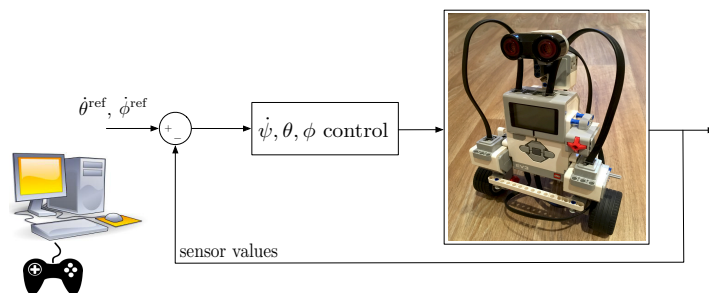 θ̇ʳᵉᶠ, φ̇ʳᵉᶠ
+
−
ψ̇, θ, φ control
sensor values